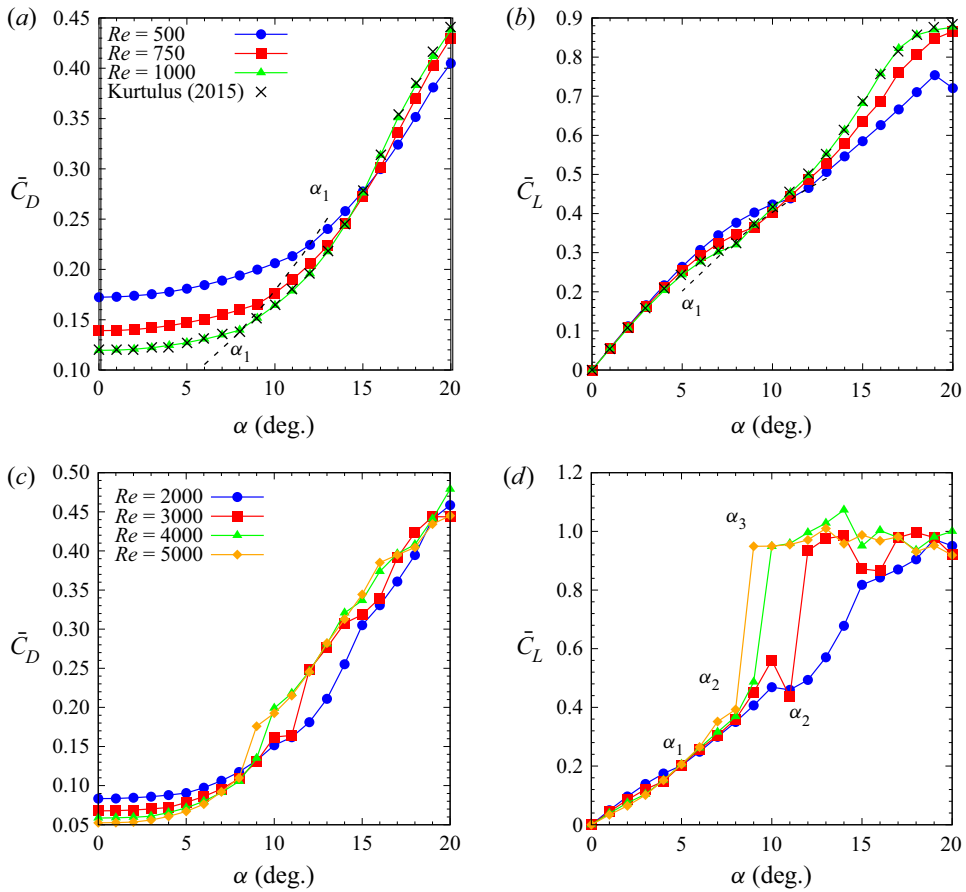 (a)
0.45
0.40
0.35
0.30
0.25
0.20
0.15
0.10
C̄_D
Re = 500
Re = 750
Re = 1000
Kurtulus (2015)
α₁
α₁
0 5 10 15 20
α (deg.)
(b)
0.9
0.8
0.7
0.6
0.5
0.4
0.3
0.2
0.1
0
C̄_L
α₁
0 5 10 15 20
α (deg.)
(c)
0.50
0.45
0.40
0.35
0.30
0.25
0.20
0.15
0.10
0.05
C̄_D
Re = 2000
Re = 3000
Re = 4000
Re = 5000
0 5 10 15 20
α (deg.)
(d)
1.2
1.0
0.8
0.6
0.4
0.2
0
C̄_L
α₃
α₂
α₂
α₁
0 5 10 15 20
α (deg.)